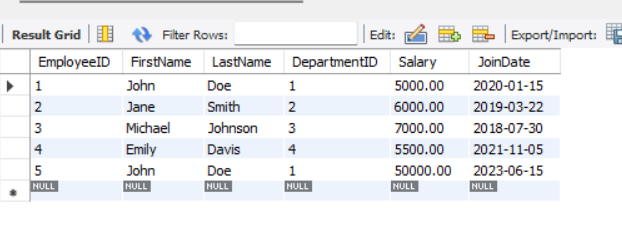 Result Grid Filter Rows: Edit: Export/Import:
EmployeeID FirstName LastName DepartmentID Salary JoinDate
1 John Doe 1 5000.00 2020-01-15
2 Jane Smith 2 6000.00 2019-03-22
3 Michael Johnson 3 7000.00 2018-07-30
4 Emily Davis 4 5500.00 2021-11-05
5 John Doe 1 50000.00 2023-06-15
NULL NULL NULL NULL NULL NULL